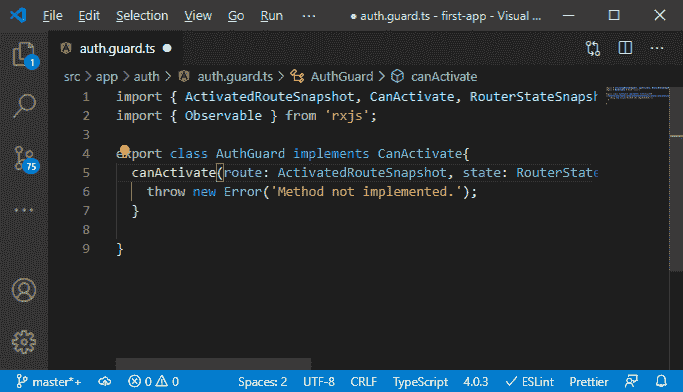 File Edit Selection View Go Run ··· ● auth.guard.ts - first-app - Visual ...
auth.guard.ts ●
src > app > auth > auth.guard.ts > AuthGuard > canActivate
1 import { ActivatedRouteSnapshot, CanActivate, RouterStateSnapsh
2 import { Observable } from 'rxjs';
3
4 export class AuthGuard implements CanActivate{
5 canActivate(route: ActivatedRouteSnapshot, state: RouterState
6 throw new Error('Method not implemented.');
7 }
8
9 }
1
75
master*+ 0 0 Spaces: 2 UTF-8 CRLF TypeScript 4.0.3 ✓ ESLint Prettier